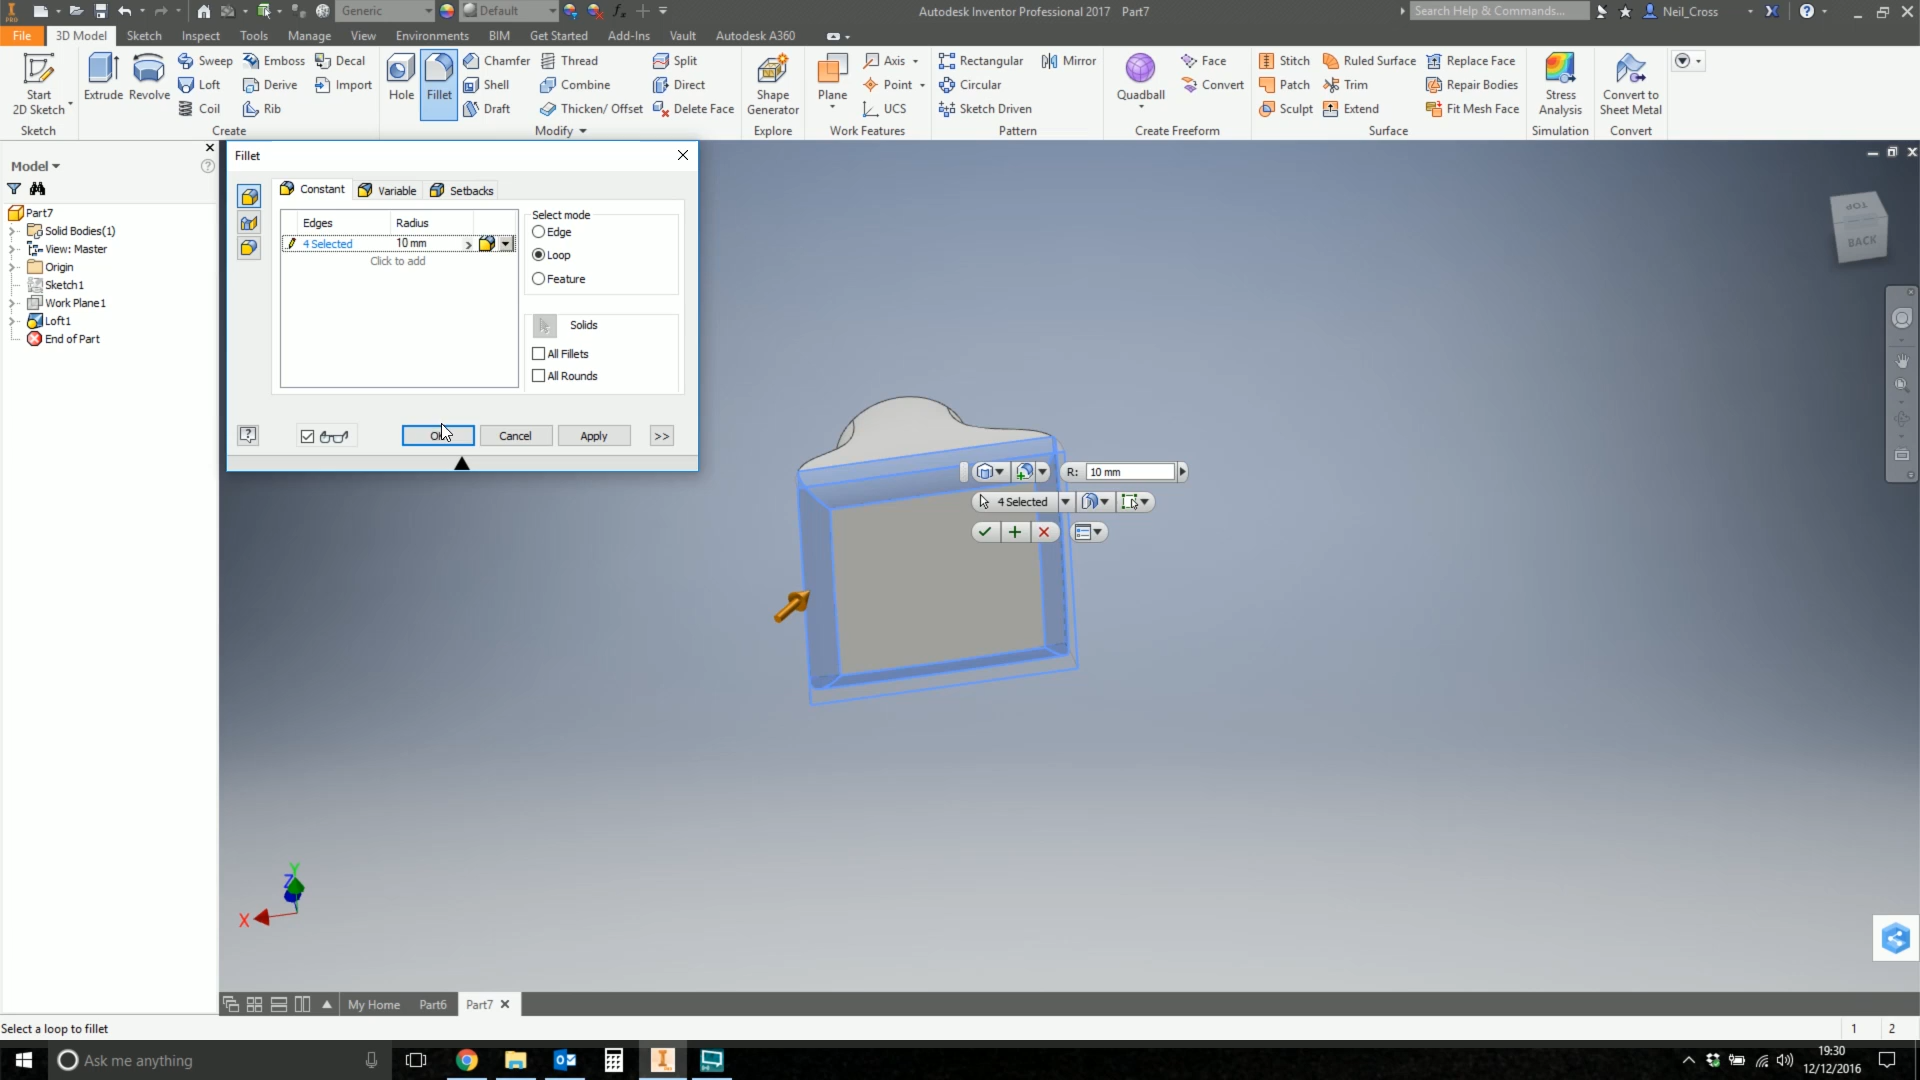 Generic
Default
Autodesk Inventor Professional 2017 Part7
Search Help & Commands...
Neil_Cross
PRO
File 3D Model Sketch Inspect Tools Manage View Environments BIM Get Started Add-Ins Vault Autodesk A360
Start
2D Sketch
Sketch
Extrude
Revolve
Sweep
Loft
Coil
Emboss
Derive
Rib
Decal
Import
Create
Hole
Fillet
Chamfer
Shell
Draft
Thread
Combine
Thicken/ Offset
Split
Direct
Delete Face
Modify
Shape
Generator
Explore
Plane
Axis
Point
UCS
Work Features
Rectangular
Circular
Sketch Driven
Mirror
Pattern
Quadball
Face
Convert
Create Freeform
Stitch
Patch
Sculpt
Ruled Surface
Trim
Extend
Replace Face
Repair Bodies
Fit Mesh Face
Surface
Stress
Analysis
Simulation
Convert to
Sheet Metal
Convert
Model
Part7
Solid Bodies(1)
View: Master
Origin
Sketch1
Work Plane1
Loft1
End of Part
Fillet
Constant Variable Setbacks
Edges Radius
4 Selected 10 mm
Click to add
Select mode
Edge
Loop
Feature
Solids
All Fillets
All Rounds
Cancel
Apply
>>
TOP
BACK
R: 10 mm
4 Selected
X
Y
Z
My Home Part6 Part7
Select a loop to fillet
1 2
Ask me anything
19:30
12/12/2016